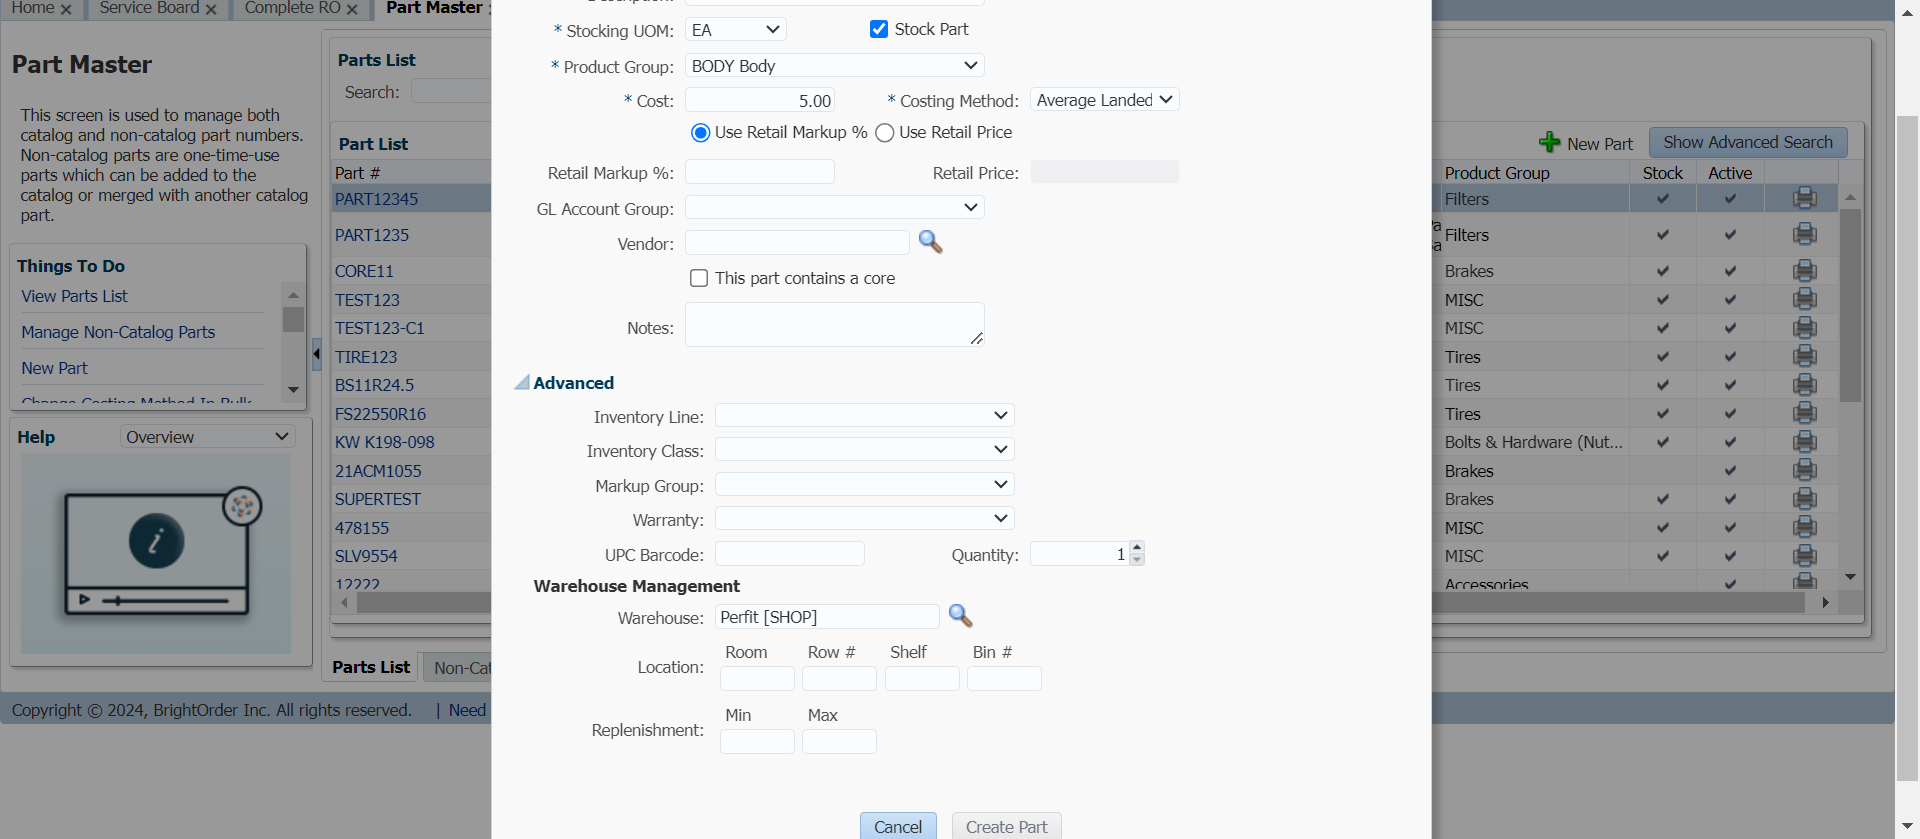 Home
Service Board
Complete RO
Part Master
Part Master
This screen is used to manage both
catalog and non-catalog part numbers.
Non-catalog parts are one-time-use
parts which can be added to the
catalog or merged with another catalog
part.
Things To Do
View Parts List
Manage Non-Catalog Parts
New Part
Change Costing Method In Bulk
Help
Overview
Parts List
Search:
Part List
Part #
PART12345
PART1235
CORE11
TEST123
TEST123-C1
TIRE123
BS11R24.5
FS22550R16
KW K198-098
21ACM1055
SUPERTEST
478155
SLV9554
12222
Parts List
Non-Cat
Copyright © 2024, BrightOrder Inc. All rights reserved. | Need
* Stocking UOM: EA
Stock Part
* Product Group: BODY Body
* Cost: 5.00
* Costing Method: Average Landed
Use Retail Markup % Use Retail Price
Retail Markup %:
Retail Price:
GL Account Group:
Vendor:
This part contains a core
Notes:
Advanced
Inventory Line:
Inventory Class:
Markup Group:
Warranty:
UPC Barcode:
Quantity: 1
Warehouse Management
Warehouse: Perfit [SHOP]
Room Row # Shelf Bin #
Location:
Min Max
Replenishment:
Cancel
Create Part
New Part
Show Advanced Search
Product Group Stock Active
Filters
Filters
Brakes
MISC
MISC
Tires
Tires
Tires
Bolts & Hardware (Nut...
Brakes
Brakes
MISC
MISC
Accessories